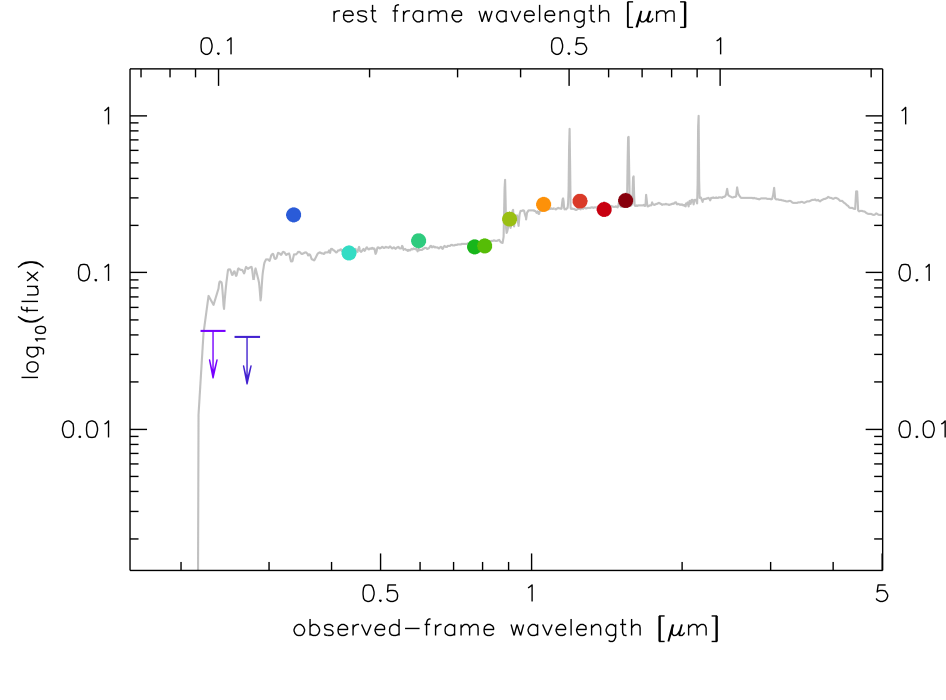 rest frame wavelength [μm]
0.1 0.5 1
1 1
0.1 0.1
log10(flux)
0.01 0.01
0.5 1 5
observed-frame wavelength [μm]